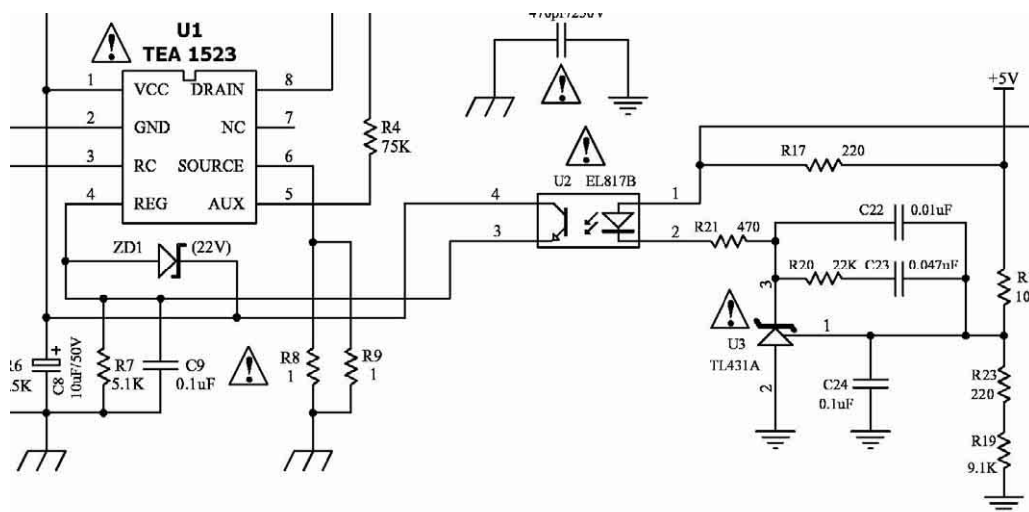 U1
TEA 1523
1
VCC
DRAIN
8
2
GND
NC
7
3
RC
SOURCE
6
4
REG
AUX
5
R4
75K
+5V
R17
220
U2
EL817B
4
3
1
2
R21
470
C22
0.01uF
R20
22K
C23
0.047uF
3
1
2
U3
TL431A
ZD1
(22V)
+
C8
10uF/50V
R7
5.1K
C9
0.1uF
R8
1
R9
1
C24
0.1uF
R23
220
R19
9.1K